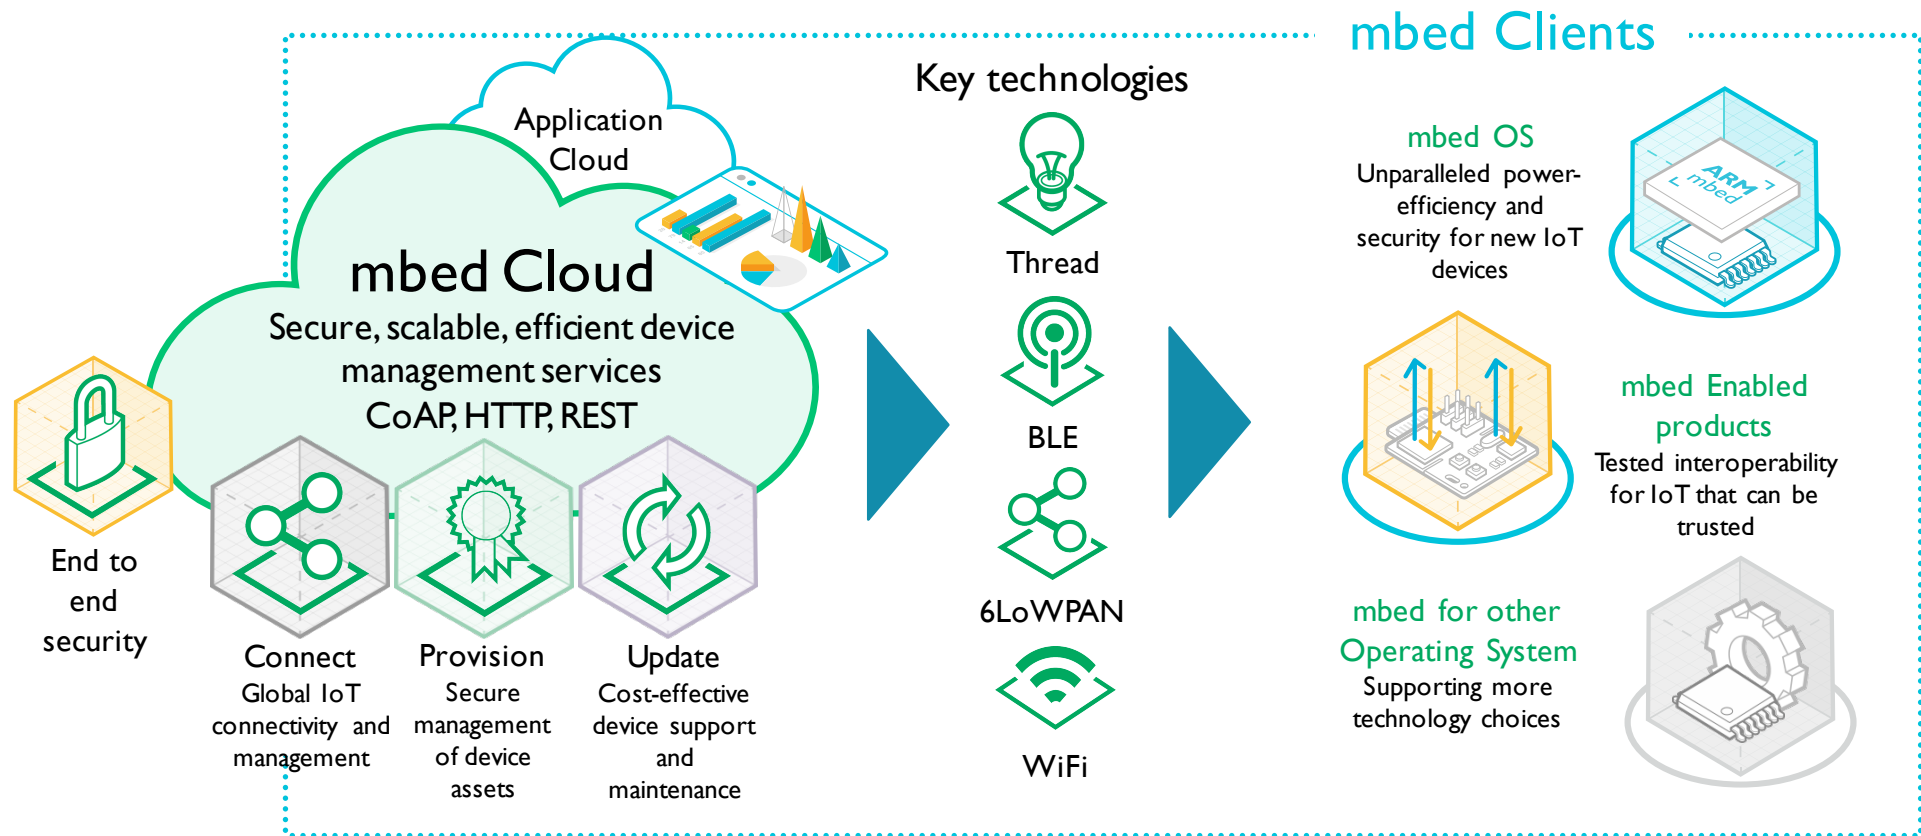 mbed Clients
Application
Cloud
mbed Cloud
Secure, scalable, efficient device
management services
CoAP, HTTP, REST
End to
end
security
Connect
Global IoT
connectivity and
management
Provision
Secure
management
of device
assets
Update
Cost-effective
device support
and
maintenance
Key technologies
Thread
BLE
6LoWPAN
WiFi
mbed OS
Unparalleled power-
efficiency and
security for new IoT
devices
ARM
mbed
mbed Enabled
products
Tested interoperability
for IoT that can be
trusted
mbed for other
Operating System
Supporting more
technology choices